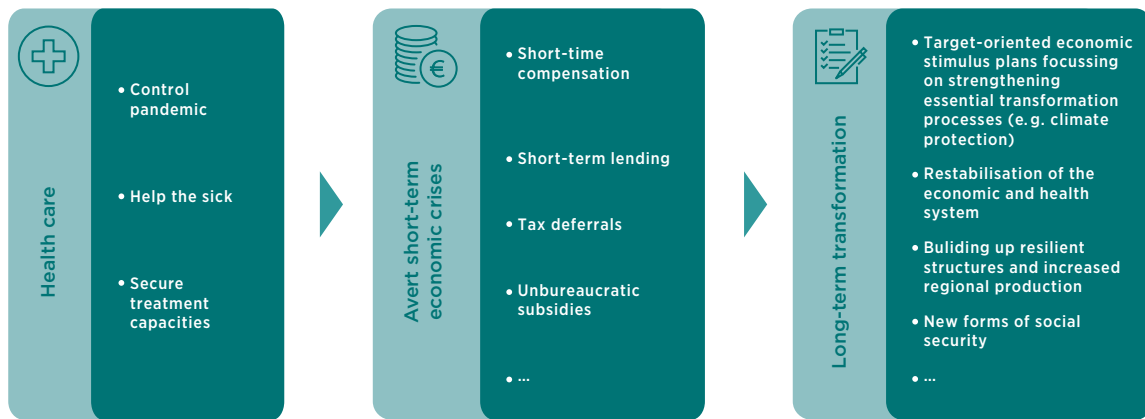 Health care
• Control
pandemic
• Help the sick
• Secure
treatment
capacities
Avert short-term
economic crises
€
• Short-time
compensation
• Short-term lending
• Tax deferrals
• Unbureaucratic
subsidies
• ...
Long-term transformation
• Target-oriented economic
stimulus plans focussing
on strengthening
essential transformation
processes (e. g. climate
protection)
• Restabilisation of the
economic and health
system
• Buliding up resilient
structures and increased
regional production
• New forms of social
security
• ...